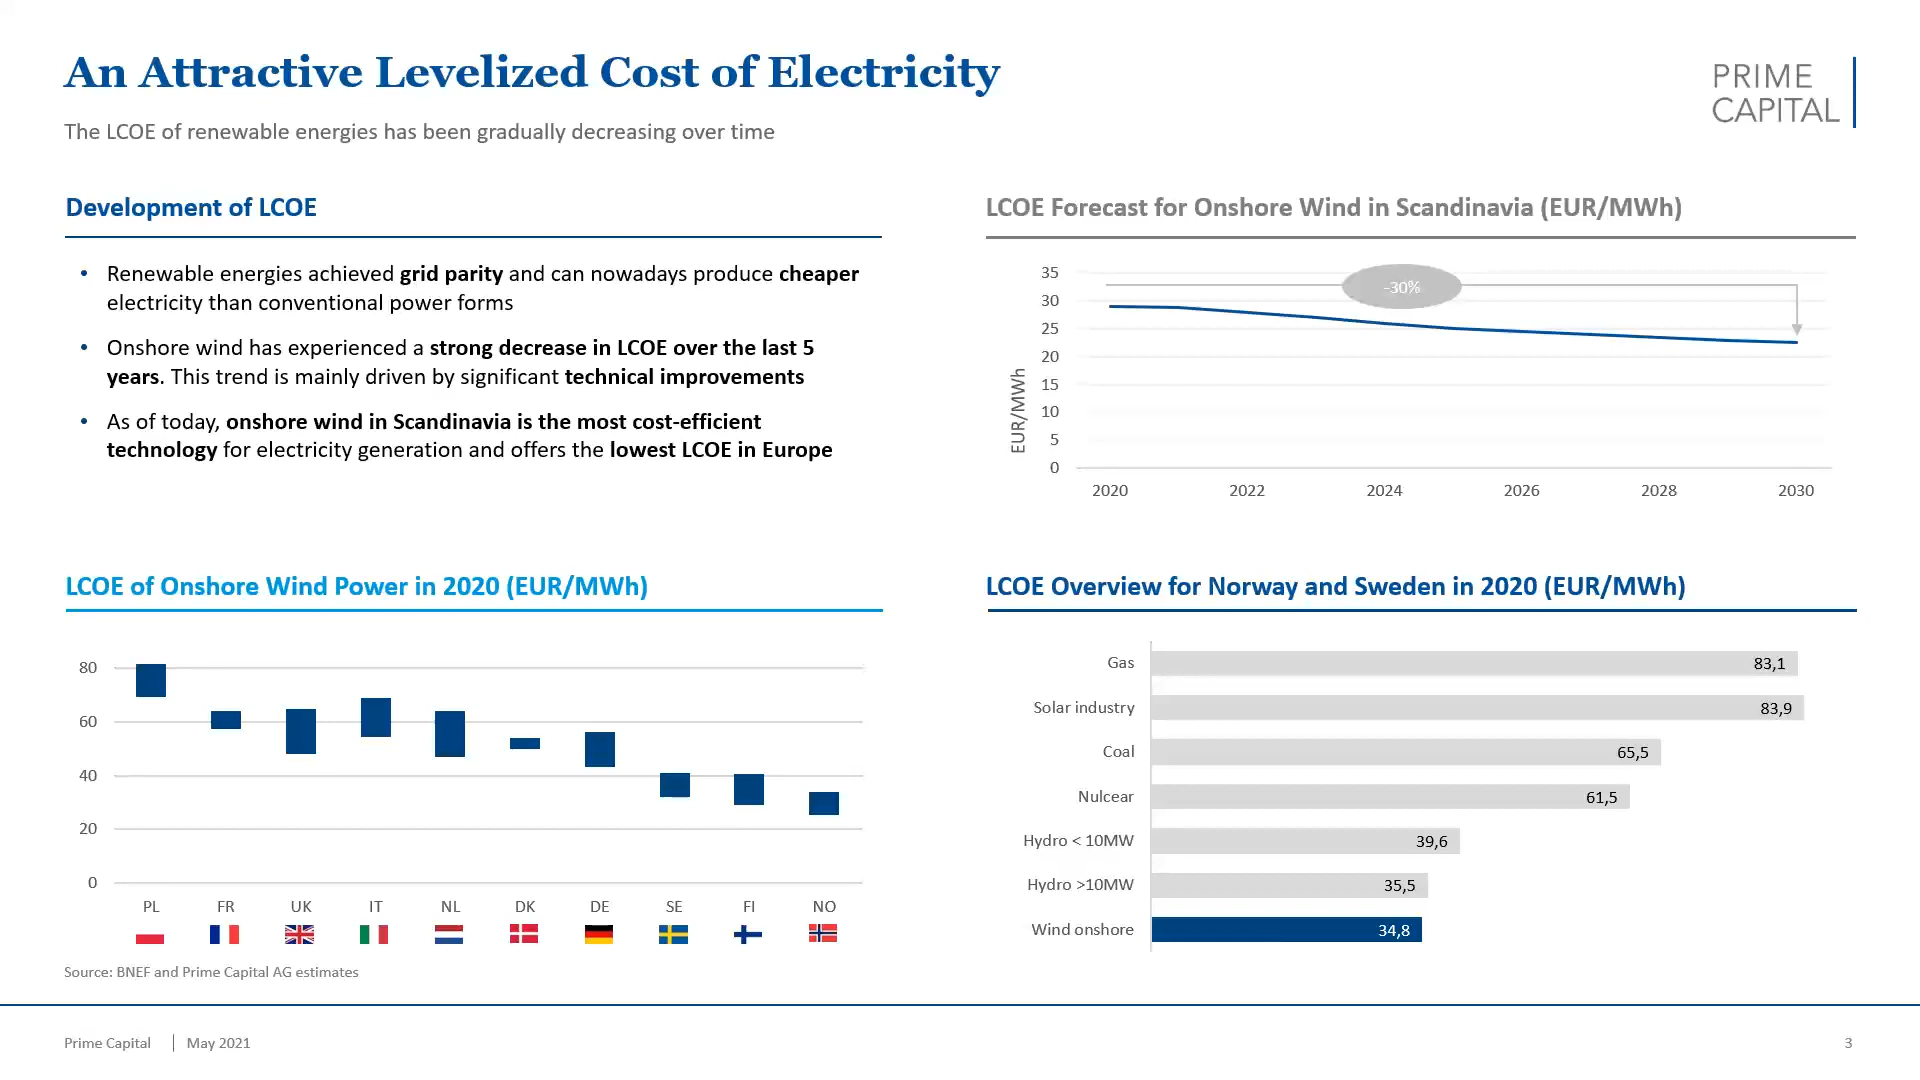 An Attractive Levelized Cost of Electricity
The LCOE of renewable energies has been gradually decreasing over time
PRIME
CAPITAL
Development of LCOE
• Renewable energies achieved grid parity and can nowadays produce cheaper
electricity than conventional power forms
• Onshore wind has experienced a strong decrease in LCOE over the last 5
years. This trend is mainly driven by significant technical improvements
• As of today, onshore wind in Scandinavia is the most cost-efficient
technology for electricity generation and offers the lowest LCOE in Europe
LCOE Forecast for Onshore Wind in Scandinavia (EUR/MWh)
EUR/MWh
35
30
25
20
15
10
5
0
-30%
2020 2022 2024 2026 2028 2030
LCOE of Onshore Wind Power in 2020 (EUR/MWh)
80
60
40
20
0
PL FR UK IT NL DK DE SE FI NO
LCOE Overview for Norway and Sweden in 2020 (EUR/MWh)
Gas 83,1
Solar industry 83,9
Coal 65,5
Nulcear 61,5
Hydro < 10MW 39,6
Hydro >10MW 35,5
Wind onshore 34,8
Source: BNEF and Prime Capital AG estimates
Prime Capital | May 2021
3